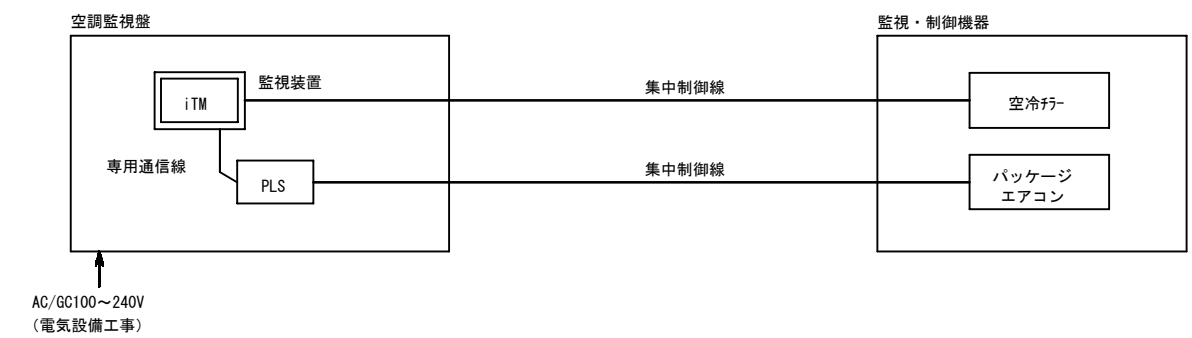 空調監視盤
監視・制御機器
監視装置
iTM
集中制御線
空冷ﾁﾗｰ
専用通信線
PLS
集中制御線
パッケージ
エアコン
AC/GC100～240V
（電気設備工事）